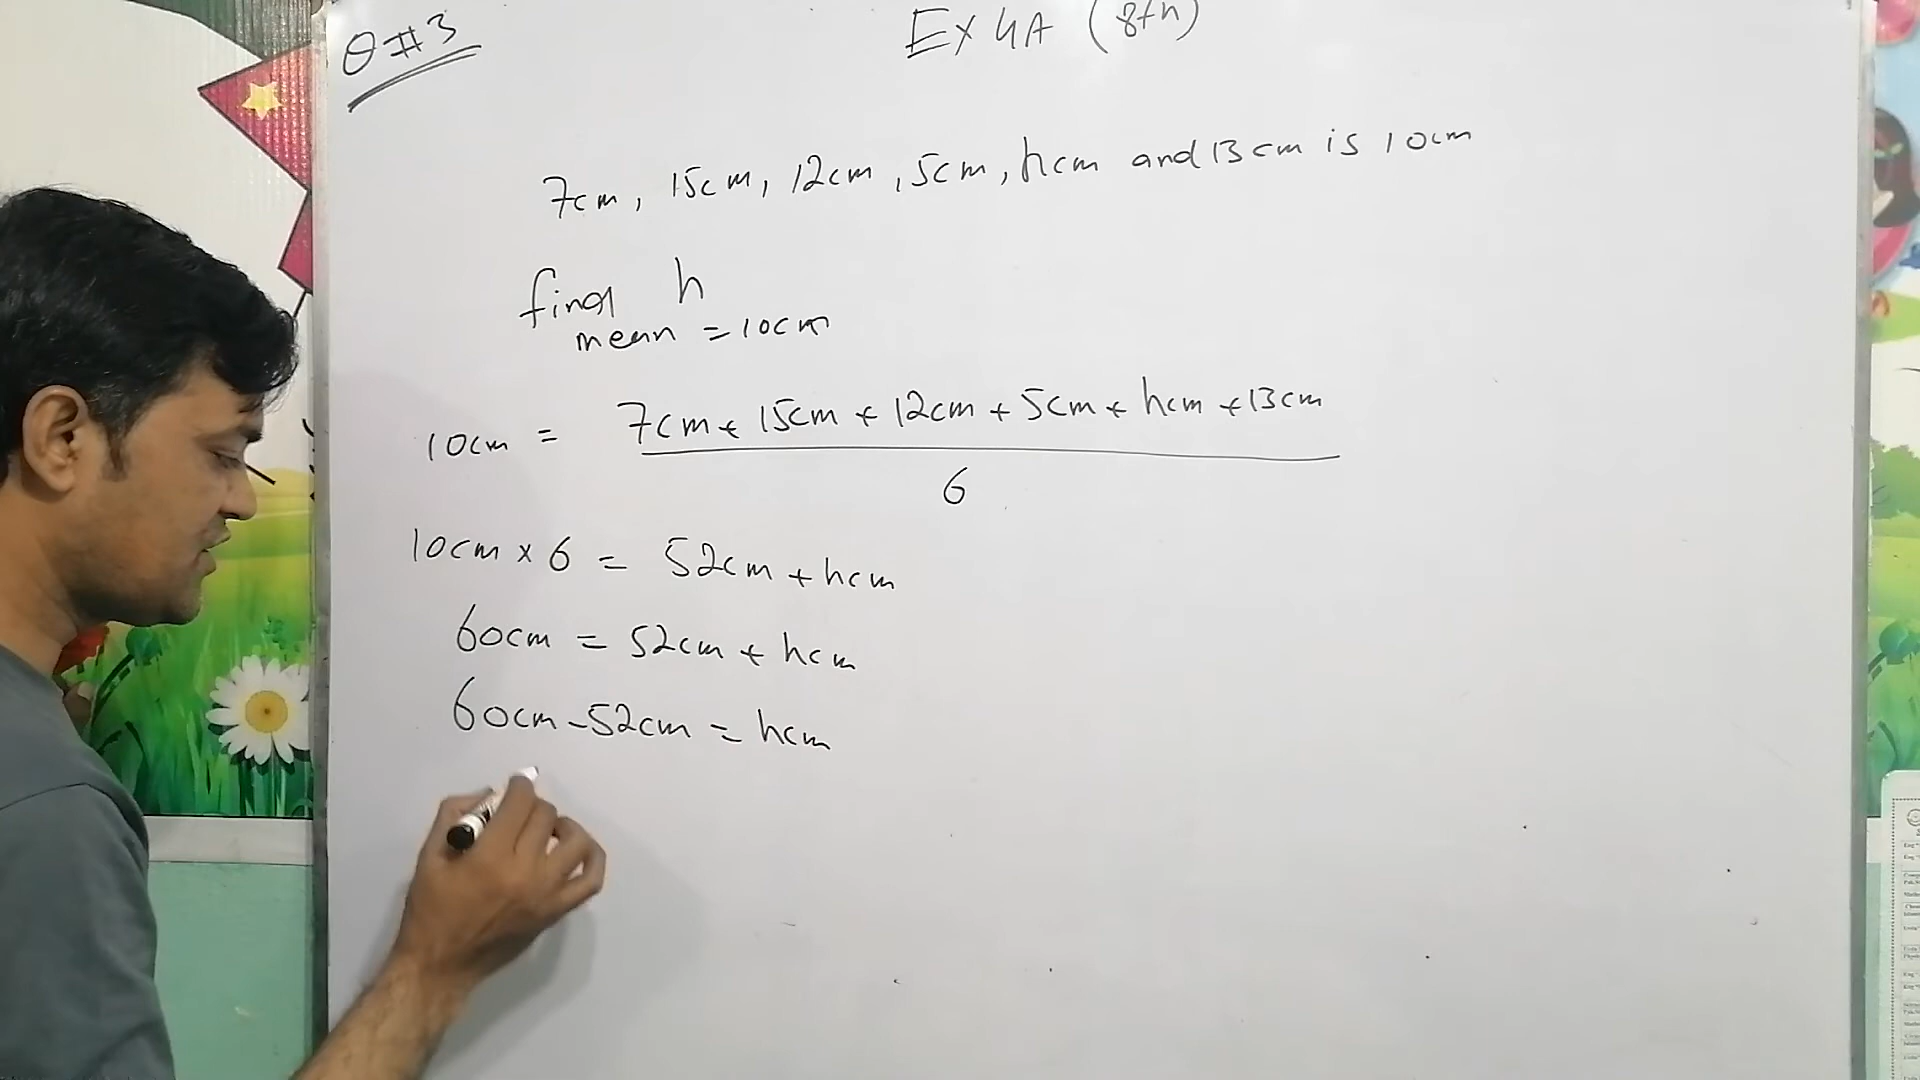 Q#3
Ex 4A (8th)
7cm, 15cm, 12cm, 5cm, hcm and 13cm is 10cm
find h
mean = 10cm
10cm = 7cm + 15cm + 12cm + 5cm + hcm + 13cm
6
10cm × 6 = 52cm + hcm
60cm = 52cm + hcm
60cm - 52cm = hcm